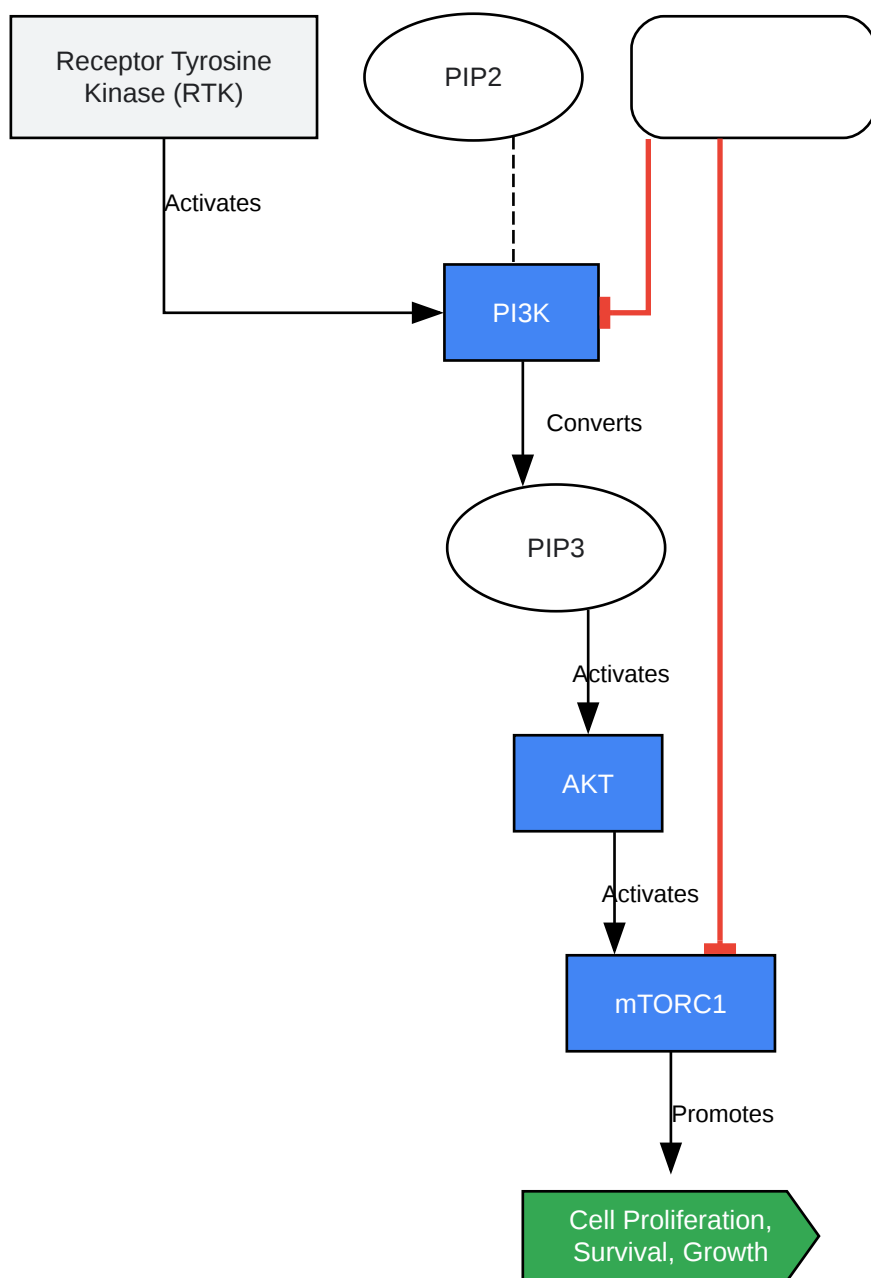 Receptor Tyrosine
Kinase (RTK)
PIP2
Activates
PI3K
Converts
PIP3
Activates
AKT
Activates
mTORC1
Promotes
Cell Proliferation,
Survival, Growth